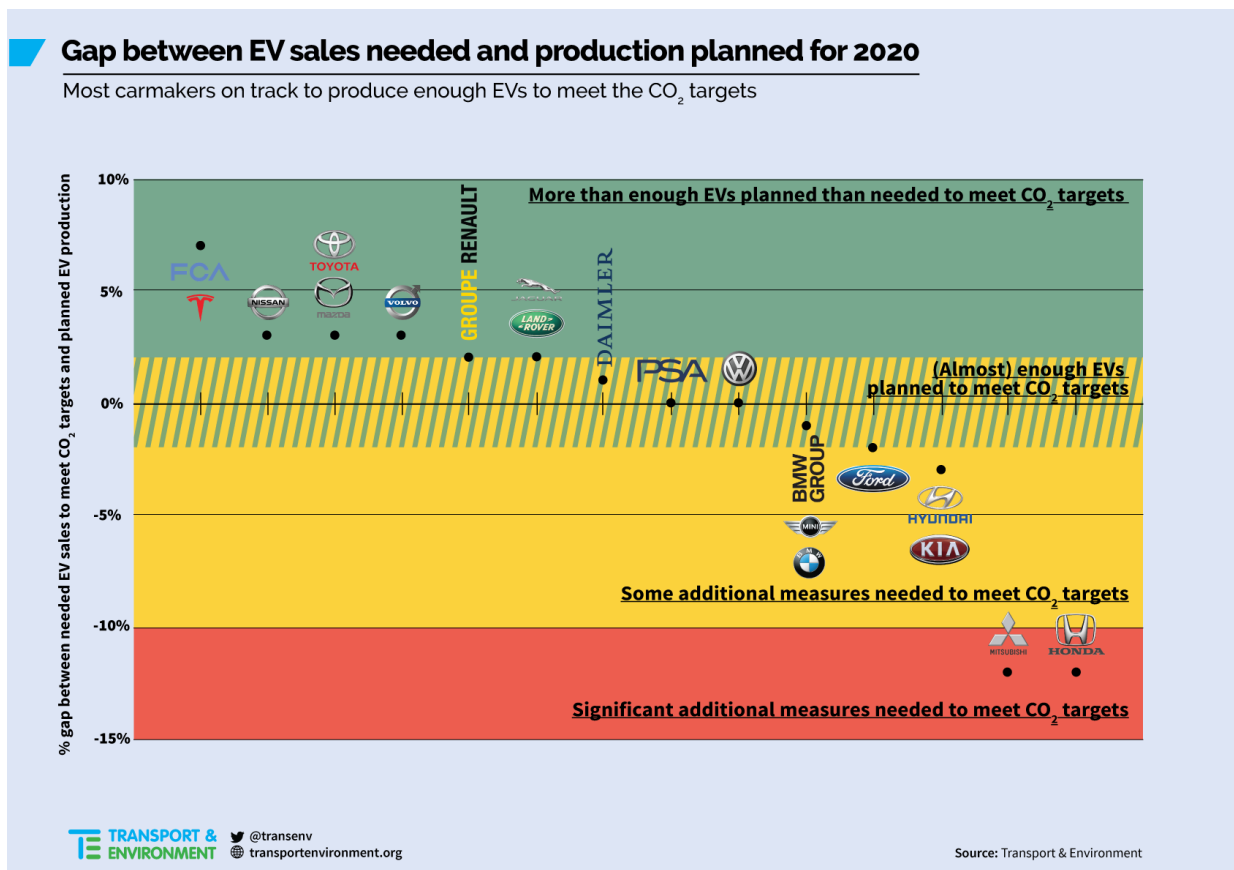 Gap between EV sales needed and production planned for 2020
Most carmakers on track to produce enough EVs to meet the CO₂ targets
% gap between needed EV sales to meet CO₂ targets and planned EV production
10%
5%
0%
-5%
-10%
-15%
More than enough EVs planned than needed to meet CO₂ targets
(Almost) enough EVs
planned to meet CO₂ targets
Some additional measures needed to meet CO₂ targets
Significant additional measures needed to meet CO₂ targets
FCA
NISSAN
TOYOTA
mazda
VOLVO
GROUPE RENAULT
JAGUAR
LAND-
ROVER
DAIMLER
PSA
VW
BMW
GROUP
MINI
BMW
Ford
HYUNDAI
KIA
MITSUBISHI
HONDA
TE TRANSPORT &
ENVIRONMENT
@transenv
transportenvironment.org
Source: Transport & Environment